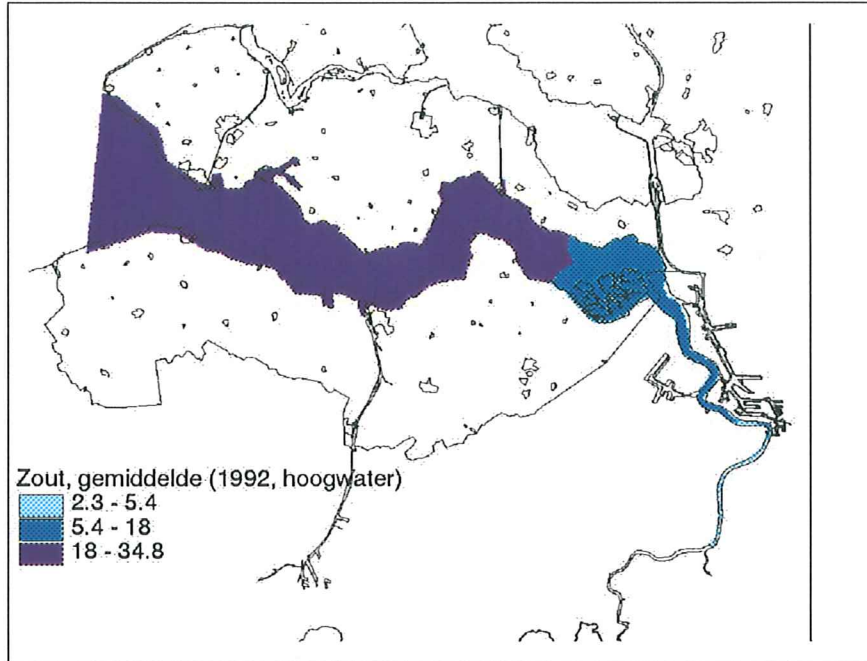 Zout, gemiddelde (1992, hoogwater)
2.3 - 5.4
5.4 - 18
18 - 34.8